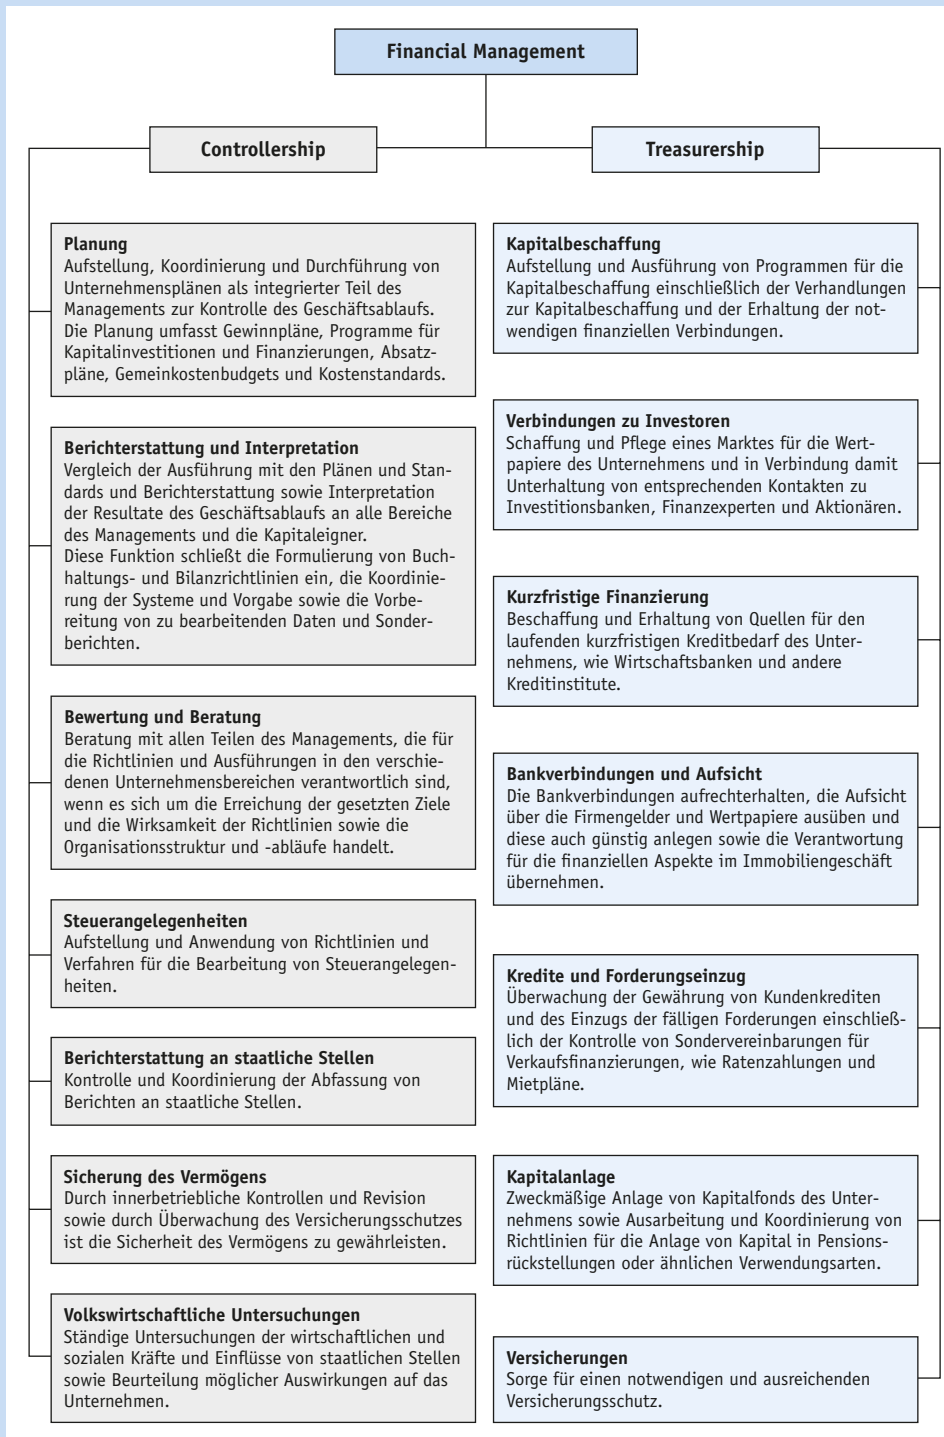 Financial Management
Controllership
Treasurership
Planung
Aufstellung, Koordinierung und Durchführung von
Unternehmensplänen als integrierter Teil des
Managements zur Kontrolle des Geschäftsablaufs.
Die Planung umfasst Gewinnpläne, Programme für
Kapitalinvestitionen und Finanzierungen, Absatz-
pläne, Gemeinkostenbudgets und Kostenstandards.
Berichterstattung und Interpretation
Vergleich der Ausführung mit den Plänen und Stan-
dards und Berichterstattung sowie Interpretation
der Resultate des Geschäftsablaufs an alle Bereiche
des Managements und die Kapitaleigner.
Diese Funktion schließt die Formulierung von Buch-
haltungs- und Bilanzrichtlinien ein, die Koordinie-
rung der Systeme und Vorgabe sowie die Vorbe-
reitung von zu bearbeitenden Daten und Sonder-
berichten.
Bewertung und Beratung
Beratung mit allen Teilen des Managements, die für
die Richtlinien und Ausführungen in den verschie-
denen Unternehmensbereichen verantwortlich sind,
wenn es sich um die Erreichung der gesetzten Ziele
und die Wirksamkeit der Richtlinien sowie die
Organisationsstruktur und -abläufe handelt.
Steuerangelegenheiten
Aufstellung und Anwendung von Richtlinien und
Verfahren für die Bearbeitung von Steuerangelegen-
heiten.
Berichterstattung an staatliche Stellen
Kontrolle und Koordinierung der Abfassung von
Berichten an staatliche Stellen.
Sicherung des Vermögens
Durch innerbetriebliche Kontrollen und Revision
sowie durch Überwachung des Versicherungsschutzes
ist die Sicherheit des Vermögens zu gewährleisten.
Volkswirtschaftliche Untersuchungen
Ständige Untersuchungen der wirtschaftlichen und
sozialen Kräfte und Einflüsse von staatlichen Stellen
sowie Beurteilung möglicher Auswirkungen auf das
Unternehmen.
Kapitalbeschaffung
Aufstellung und Ausführung von Programmen für die
Kapitalbeschaffung einschließlich der Verhandlungen
zur Kapitalbeschaffung und der Erhaltung der not-
wendigen finanziellen Verbindungen.
Verbindungen zu Investoren
Schaffung und Pflege eines Marktes für die Wert-
papiere des Unternehmens und in Verbindung damit
Unterhaltung von entsprechenden Kontakten zu
Investitionsbanken, Finanzexperten und Aktionären.
Kurzfristige Finanzierung
Beschaffung und Erhaltung von Quellen für den
laufenden kurzfristigen Kreditbedarf des Unter-
nehmens, wie Wirtschaftsbanken und andere
Kreditinstitute.
Bankverbindungen und Aufsicht
Die Bankverbindungen aufrechterhalten, die Aufsicht
über die Firmengelder und Wertpapiere ausüben und
diese auch günstig anlegen sowie die Verantwortung
für die finanziellen Aspekte im Immobiliengeschäft
übernehmen.
Kredite und Forderungseinzug
Überwachung der Gewährung von Kundenkrediten
und des Einzugs der fälligen Forderungen einschließ-
lich der Kontrolle von Sondervereinbarungen für
Verkaufsfinanzierungen, wie Ratenzahlungen und
Mietpläne.
Kapitalanlage
Zweckmäßige Anlage von Kapitalfonds des Unter-
nehmens sowie Ausarbeitung und Koordinierung von
Richtlinien für die Anlage von Kapital in Pensions-
rückstellungen oder ähnlichen Verwendungsarten.
Versicherungen
Sorge für einen notwendigen und ausreichenden
Versicherungsschutz.